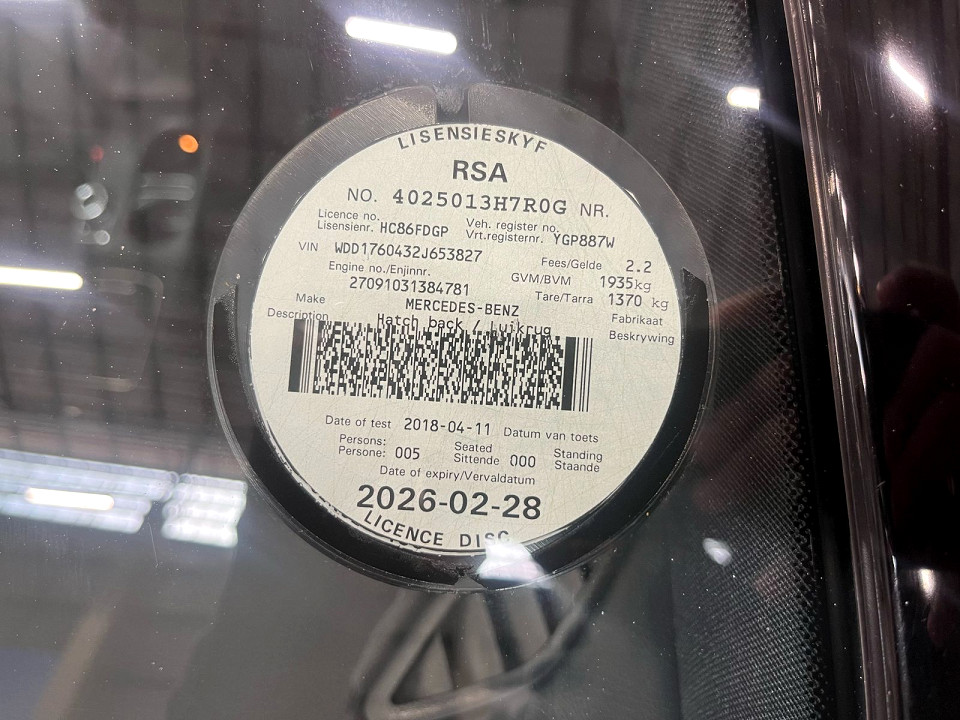 LISENSIESKYF
RSA
NO. 4025013H7R0G NR.
Licence no. Veh. register no.
Lisensienr. HC86FDGP Vrt.registernr. YGP887W
VIN WDD1760432J653827 Fees/Gelde 2.2
Engine no./Enjinnr. GVM/BVM 1935kg
27091031384781 Tare/Tarra 1370 kg
Make MERCEDES-BENZ Fabrikaat
Description Hatch back / Luikrug Beskrywing
Date of test 2018-04-11 Datum van toets
Persons: Seated Standing
Persone: 005 Sittende 000 Staande
Date of expiry/Vervaldatum
2026-02-28
LICENCE DISC